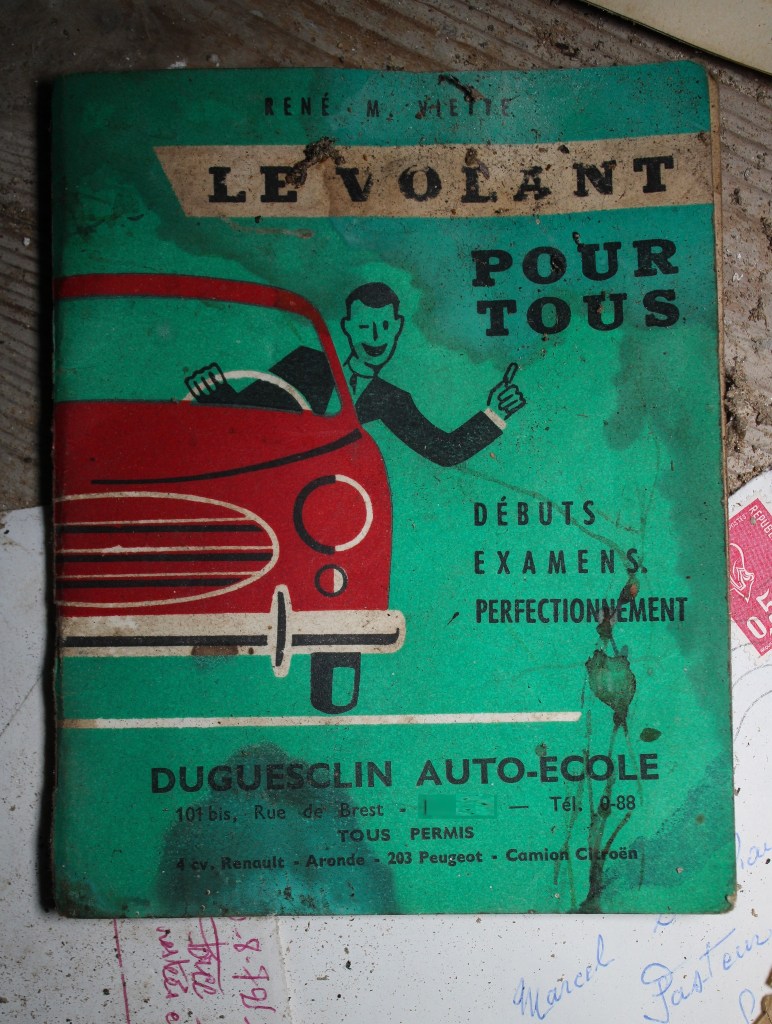 RENÉ. M. VIETTE
LE VOLANT
POUR
TOUS
DÉBUTS
EXAMENS.
PERFECTIONNEMENT
DUGUESCLIN AUTO-ECOLE
101 bis, Rue de Brest - — Tél. 0-88
TOUS PERMIS
4 cv. Renault - Aronde - 203 Peugeot - Camion Citroën
Marcel
Pasteur